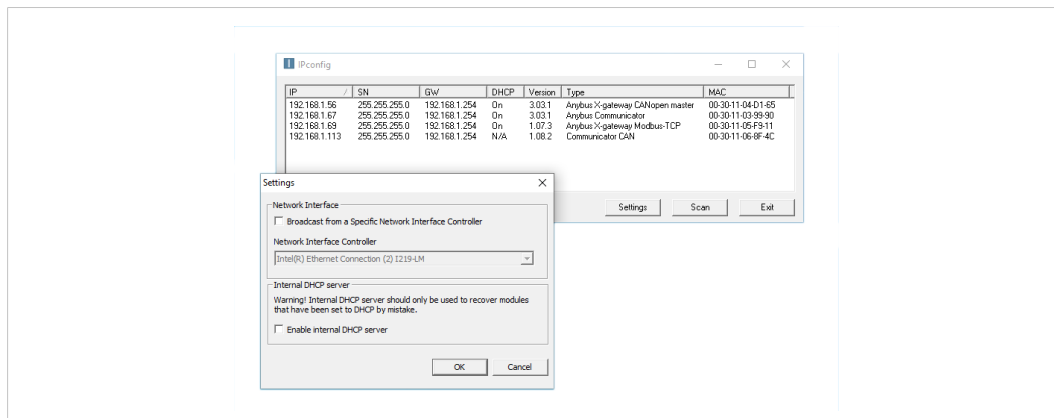 IPconfig
IP / SN GW DHCP Version Type MAC
192.168.1.56 255.255.255.0 192.168.1.254 On 3.03.1 Anybus X-gateway CANopen master 00-30-11-04-D1-65
192.168.1.67 255.255.255.0 192.168.1.254 On 3.03.1 Anybus Communicator 00-30-11-03-99-90
192.168.1.69 255.255.255.0 192.168.1.254 On 1.07.3 Anybus X-gateway Modbus-TCP 00-30-11-05-F9-11
192.168.1.113 255.255.255.0 192.168.1.254 N/A 1.08.2 Communicator CAN 00-30-11-06-8F-4C
Settings Scan Exit
Settings
Network Interface
Broadcast from a Specific Network Interface Controller
Network Interface Controller
Intel(R) Ethernet Connection (2) I219-LM
Internal DHCP server
Warning! Internal DHCP server should only be used to recover modules
that have been set to DHCP by mistake.
Enable internal DHCP server
OK Cancel